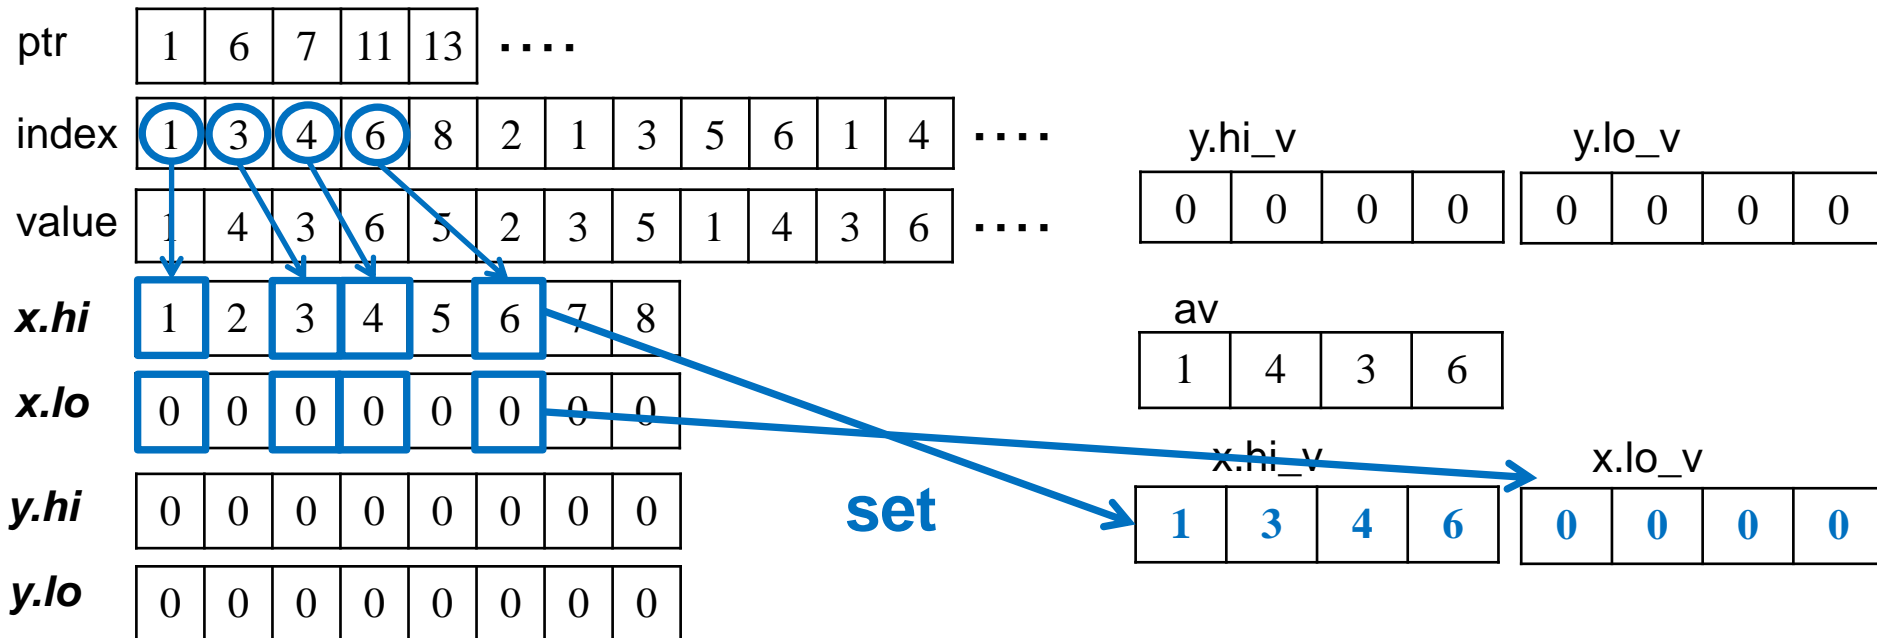 ptr 1 6 7 11 13 ....
index 1 3 4 6 8 2 1 3 5 6 1 4 ....
value 1 4 3 6 5 2 3 5 1 4 3 6 ....
x.hi 1 2 3 4 5 6 7 8
x.lo 0 0 0 0 0 0 0 0
y.hi 0 0 0 0 0 0 0 0
y.lo 0 0 0 0 0 0 0 0
set
y.hi_v y.lo_v
0 0 0 0 0 0 0 0
av
1 4 3 6
x.hi_v x.lo_v
1 3 4 6 0 0 0 0